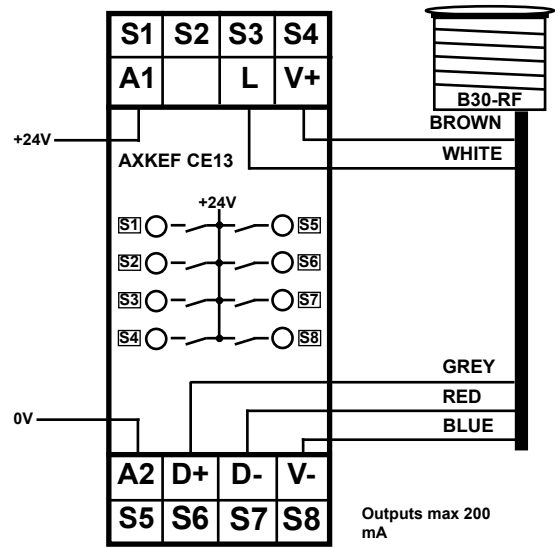 S1 S2 S3 S4
A1 L V+
B30-RF
BROWN
+24V
WHITE
AXKEF CE13
+24V
S1 S5
S2 S6
S3 S7
S4 S8
GREY
RED
0V
BLUE
A2 D+ D- V-
S5 S6 S7 S8
Outputs max 200
mA